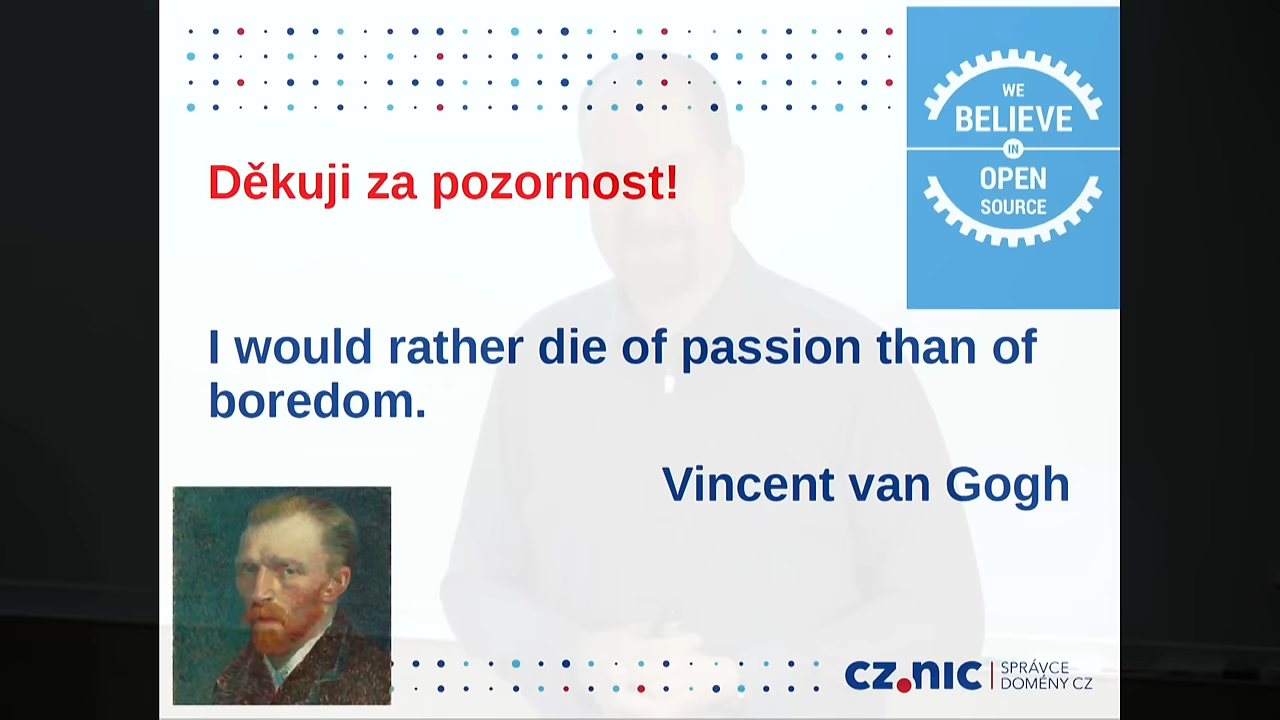 WE
BELIEVE
IN
OPEN
SOURCE
Děkuji za pozornost!
I would rather die of passion than of
boredom.
Vincent van Gogh
CZ.NIC | SPRÁVCE
DOMÉNY CZ